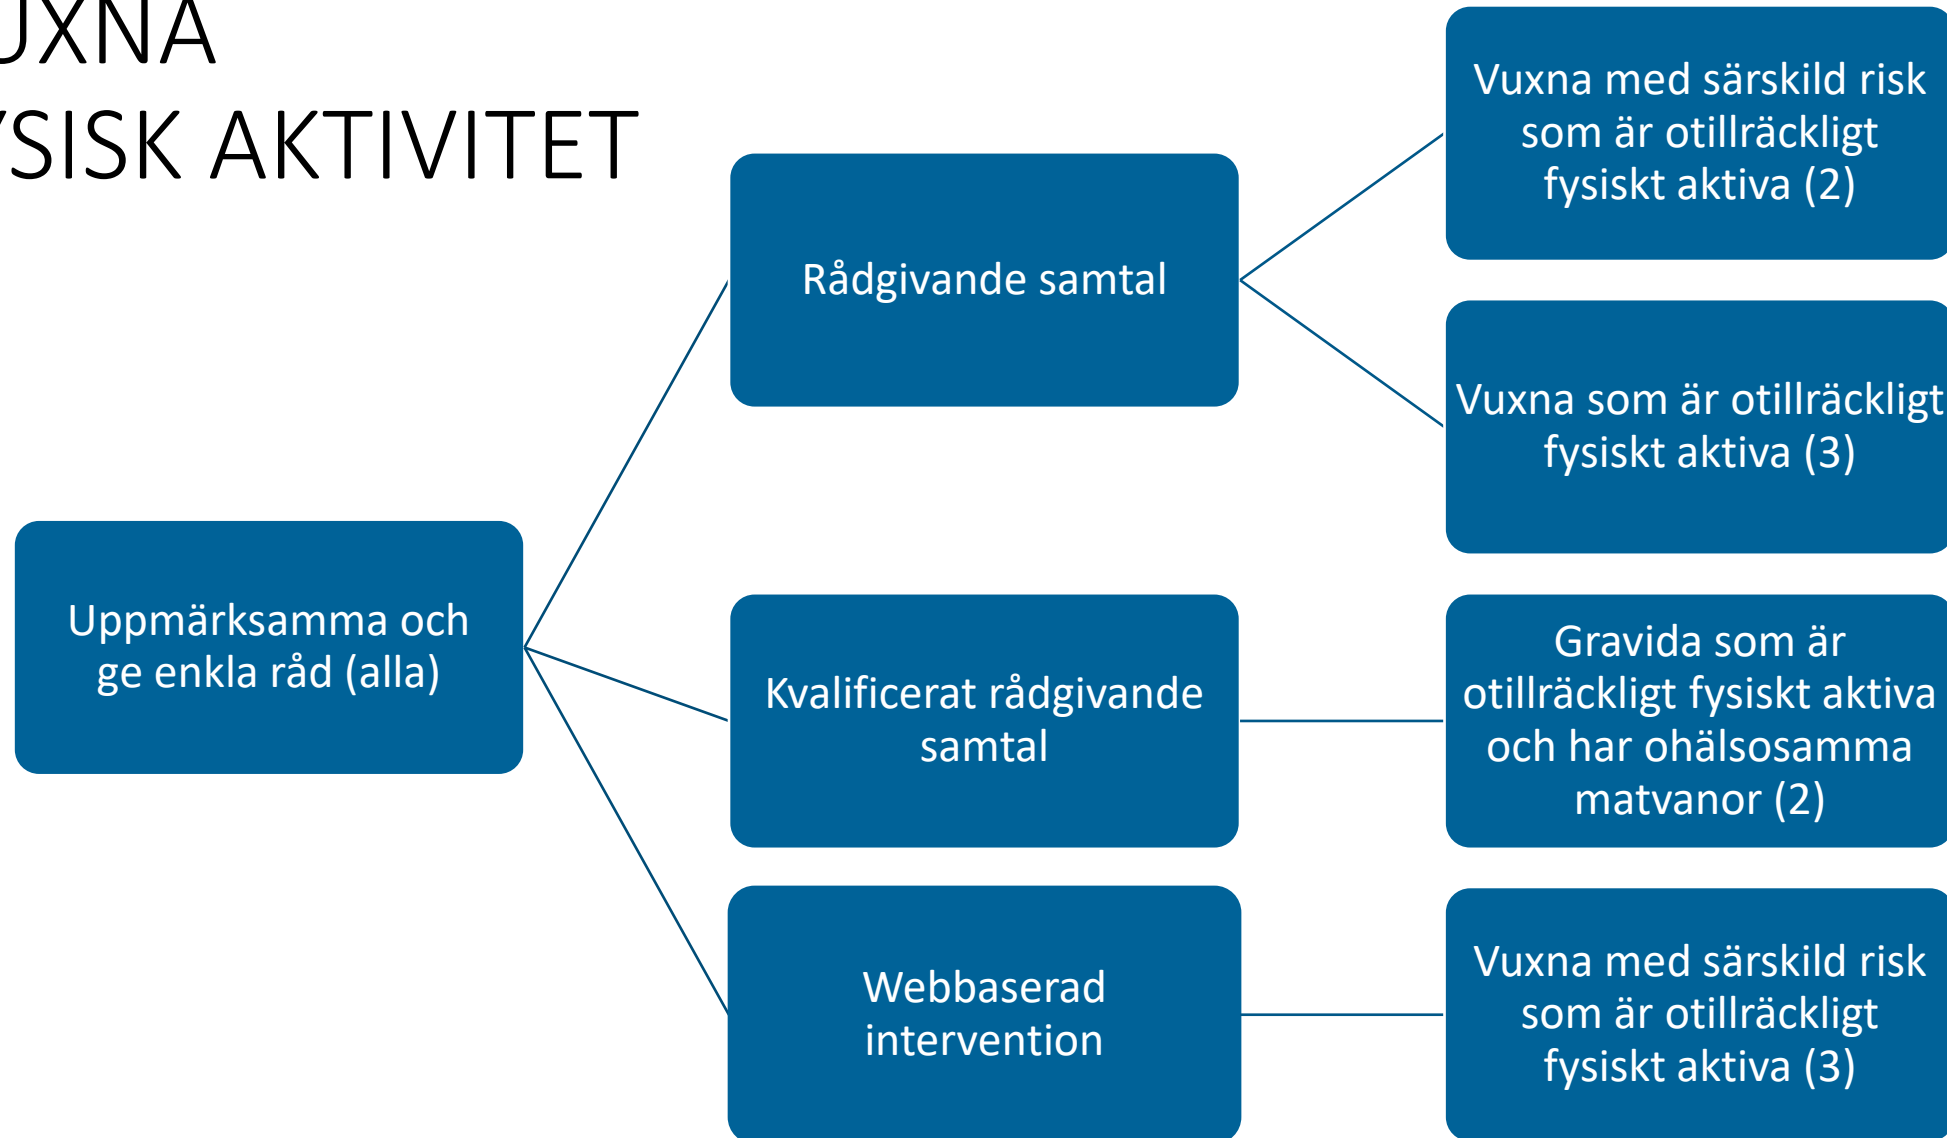 UXNA
YSISK AKTIVITET
Uppmärksamma och
ge enkla råd (alla)
Rådgivande samtal
Vuxna med särskild risk
som är otillräckligt
fysiskt aktiva (2)
Vuxna som är otillräckligt
fysiskt aktiva (3)
Kvalificerat rådgivande
samtal
Gravida som är
otillräckligt fysiskt aktiva
och har ohälsosamma
matvanor (2)
Webbaserad
intervention
Vuxna med särskild risk
som är otillräckligt
fysiskt aktiva (3)